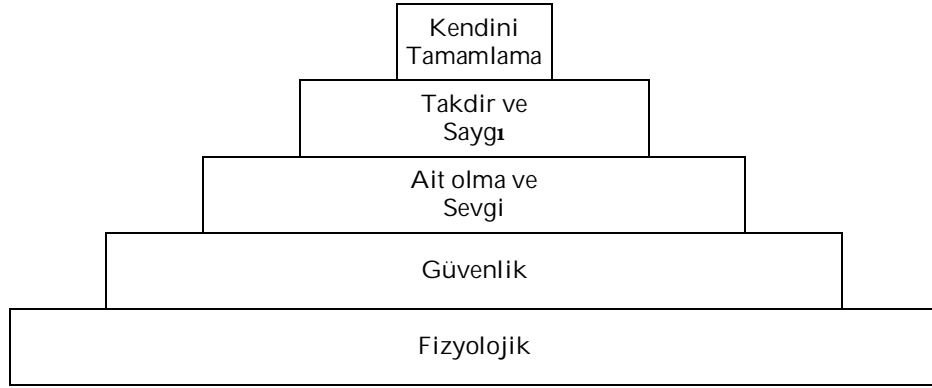 Kendini
Tamamlama
Takdir ve
Saygı
Ait olma ve
Sevgi
Güvenlik
Fizyolojik